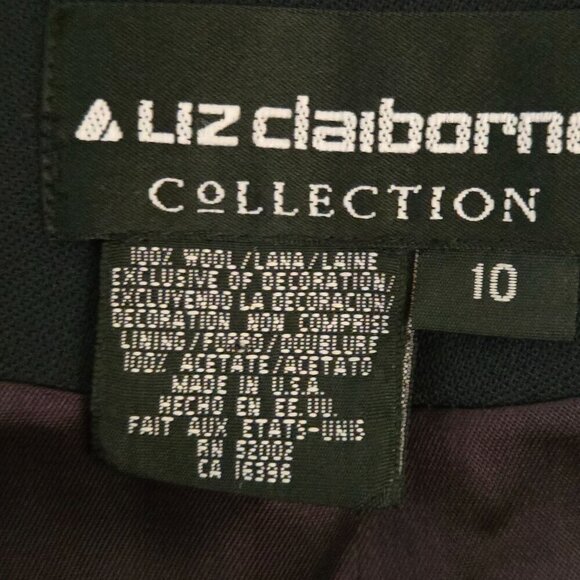 LIZ claiborne
COLLECTION
10
100% WOOL/LANA/LAINE
EXCLUSIVE OF DECORATION/
EXCLUYENDO LA DECORACION/
DECORATION NON COMPRISE
LINING/FORRO/DOUBLURE
100% ACETATE/ACETATO
MADE IN U.S.A.
HECHO EN EE.UU.
FAIT AUX ETATS-UNIS
RN 52002
CA 16396